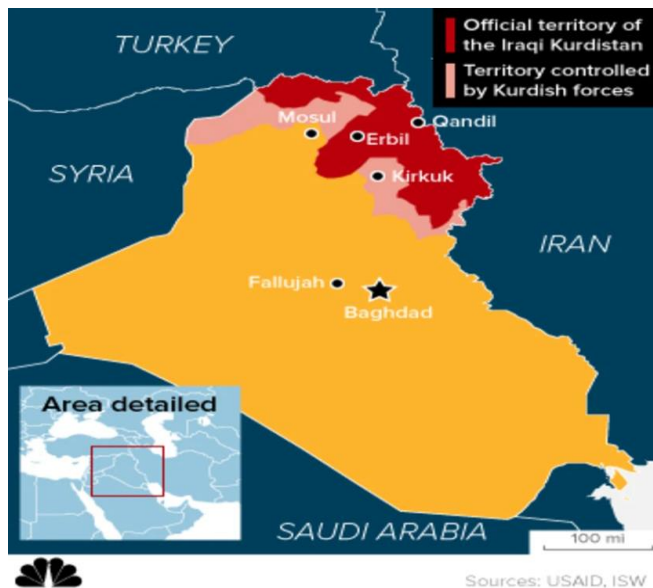 TURKEY
Official territory of
the Iraqi Kurdistan
Territory controlled
by Kurdish forces
Mosul
Qandil
Erbil
SYRIA
Kirkuk
IRAN
Fallujah
Baghdad
Area detailed
SAUDI ARABIA
100 mi
Sources: USAID, ISW